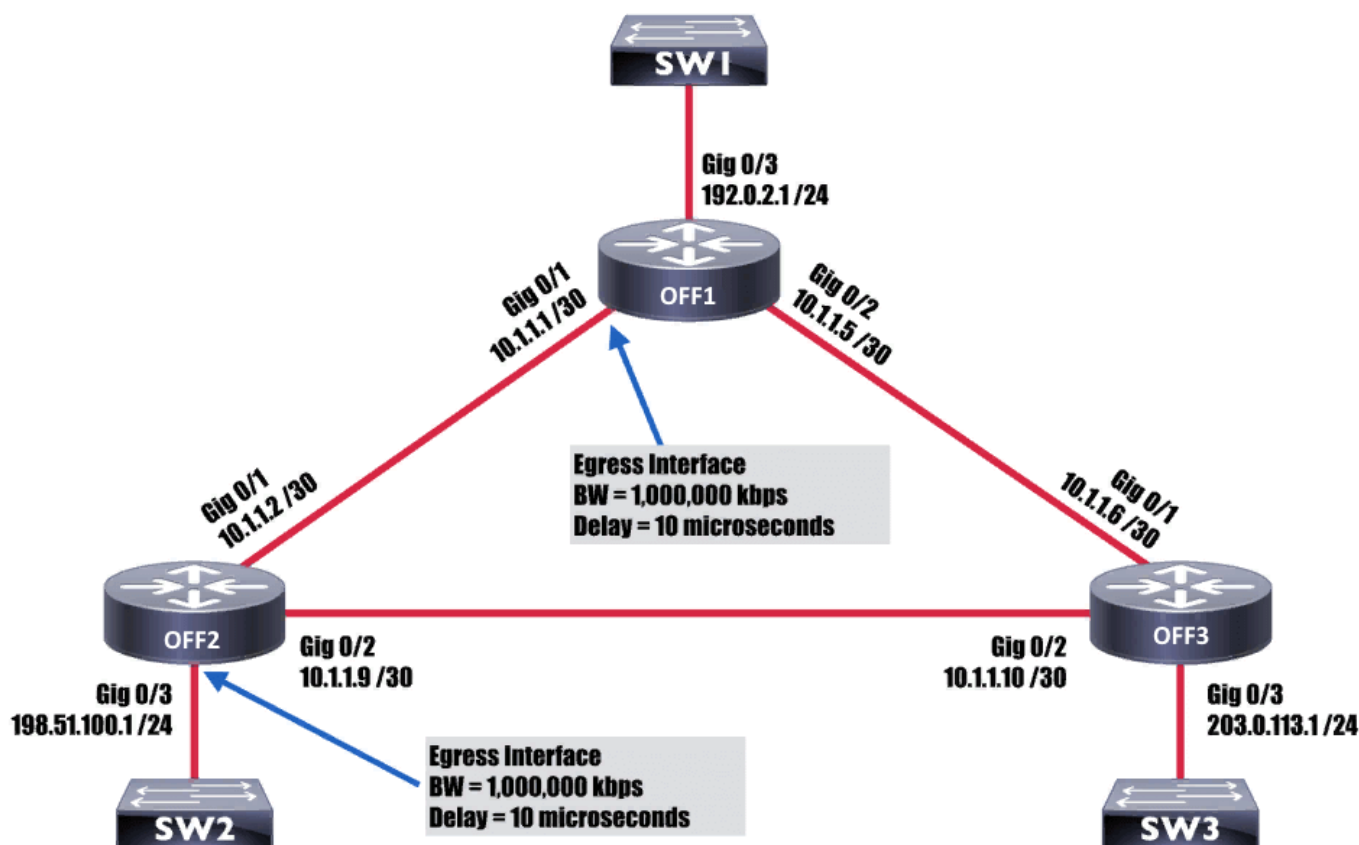 SW1
Gig 0/3
192.0.2.1 /24
OFF1
Gig 0/1
10.1.1.1 /30
Gig 0/2
10.1.1.5 /30
Egress Interface
BW = 1,000,000 kbps
Delay = 10 microseconds
Gig 0/1
10.1.1.2 /30
Gig 0/1
10.1.1.6 /30
OFF2
OFF3
Gig 0/2
10.1.1.9 /30
Gig 0/2
10.1.1.10 /30
Gig 0/3
198.51.100.1 /24
Gig 0/3
203.0.113.1 /24
Egress Interface
BW = 1,000,000 kbps
Delay = 10 microseconds
SW2
SW3